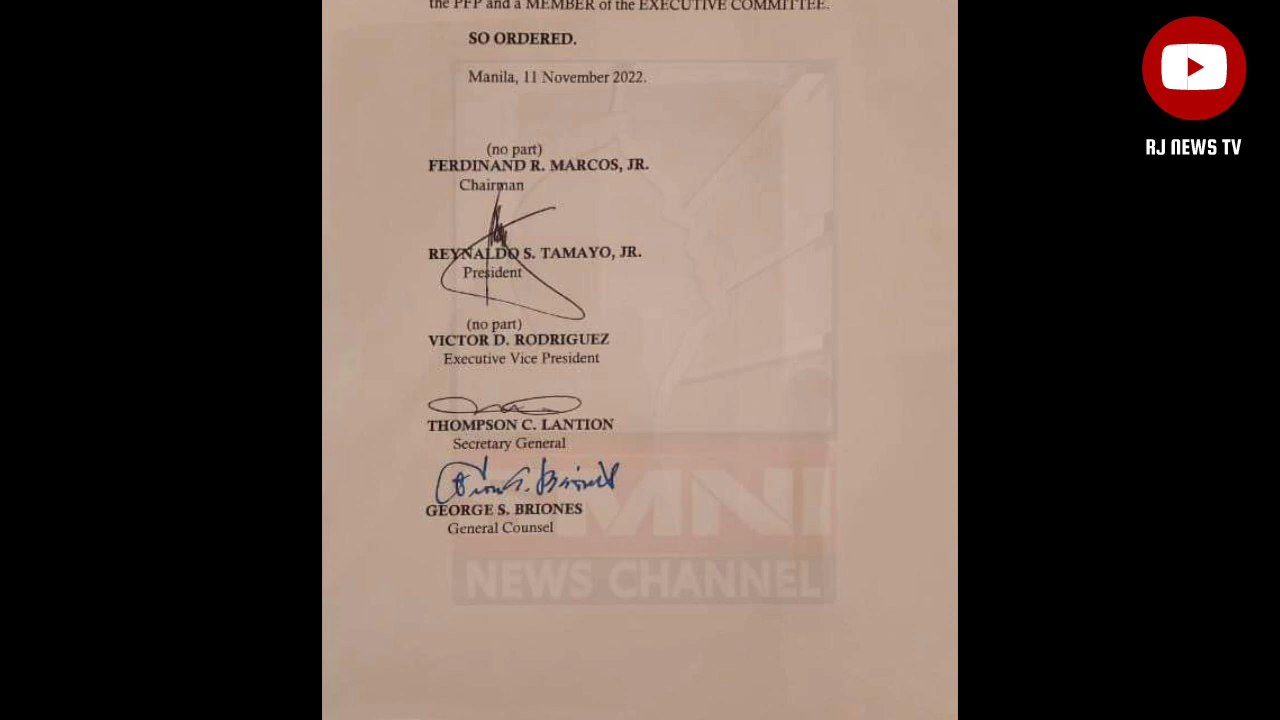 the PFP and a MEMBER of the EXECUTIVE COMMITTEE.
SO ORDERED.
Manila, 11 November 2022.
(no part)
FERDINAND R. MARCOS, JR.
Chairman
REYNALDO S. TAMAYO, JR.
President
(no part)
VICTOR D. RODRIGUEZ
Executive Vice President
THOMPSON C. LANTION
Secretary General
GEORGE S. BRIONES
General Counsel
MNI
NEWS CHANNEL
RJ NEWS TV